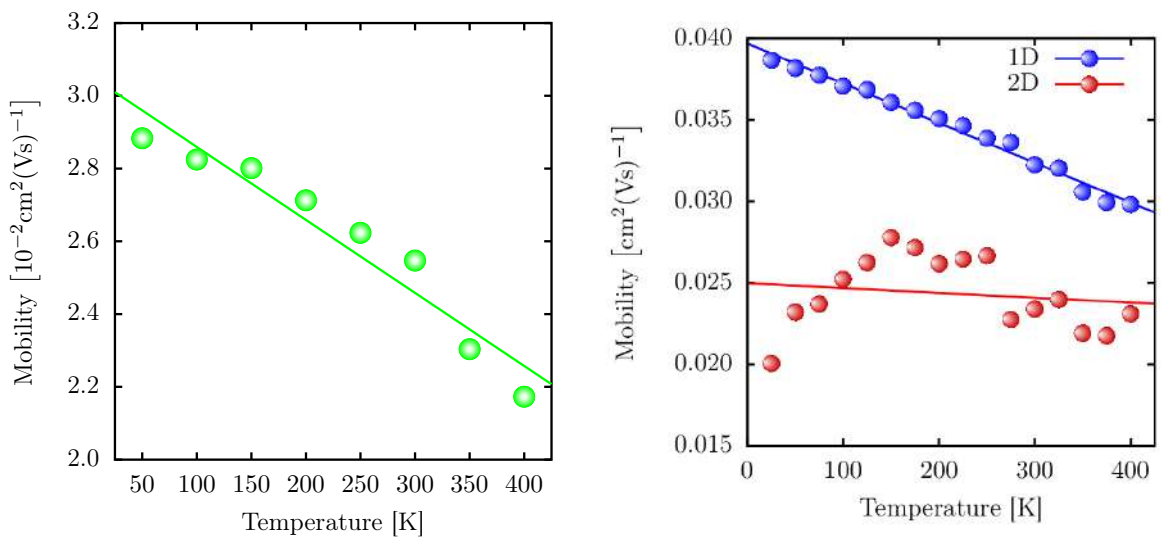 3.2
3.0
2.8
2.6
2.4
2.2
2.0
50 100 150 200 250 300 350 400
Temperature [K]
Mobility [10⁻²cm²(Vs)⁻¹]
0.040
0.035
0.030
0.025
0.020
0.015
0 100 200 300 400
Temperature [K]
Mobility [cm²(Vs)⁻¹]
1D
2D